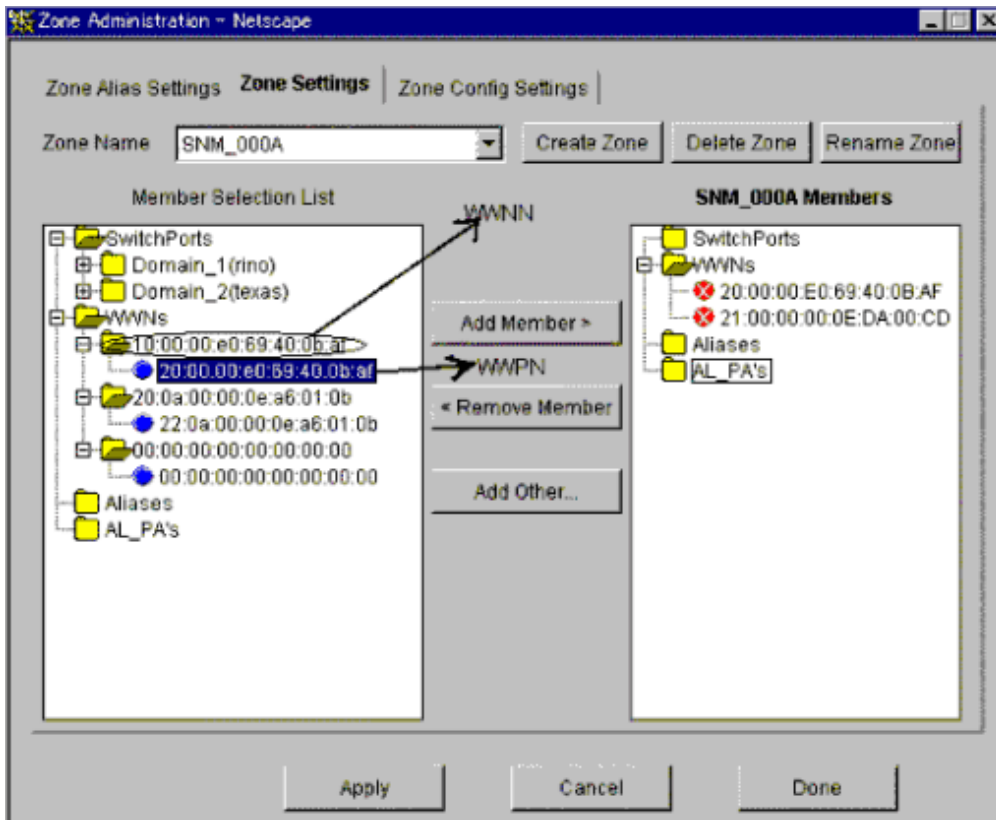 Zone Administration - Netscape
Zone Alias Settings Zone Settings Zone Config Settings
Zone Name SNM_000A Create Zone Delete Zone Rename Zone
Member Selection List
SwitchPorts
Domain_1(rino)
Domain_2(texas)
WWNs
10:00:00:e0:69:40:0b:af
20:00:00:e0:69:40:0b:af
20:0a:00:00:0e:a6:01:0b
22:0a:00:00:0e:a6:01:0b
00:00:00:00:00:00:00:00
00:00:00:00:00:00:00:00
Aliases
AL_PA's
WWNN
Add Member >
WWPN
< Remove Member
Add Other...
SNM_000A Members
SwitchPorts
WWNs
20:00:00:E0:69:40:0B:AF
21:00:00:00:0E:DA:00:CD
Aliases
AL_PA's
Apply Cancel Done